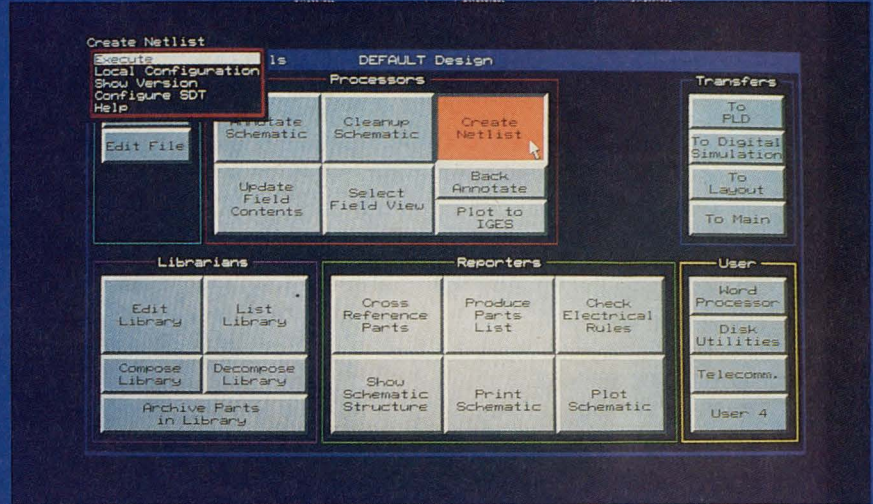 Create Netlist
Execute
Local Configuration
Show Version
Configure SDT
Help
ls DEFAULT Design
Processors
Annotate
Schematic
Cleanup
Schematic
Create
Netlist
Update
Field
Contents
Select
Field View
Back
Annotate
Plot to
IGES
Edit File
Transfers
To
PLD
To Digital
Simulation
To
Layout
To Main
Librarians
Edit
Library
List
Library
Compose
Library
Decompose
Library
Archive Parts
in Library
Reporters
Cross
Reference
Parts
Produce
Parts
List
Check
Electrical
Rules
Show
Schematic
Structure
Print
Schematic
Plot
Schematic
User
Word
Processor
Disk
Utilities
Telecomm.
User 4